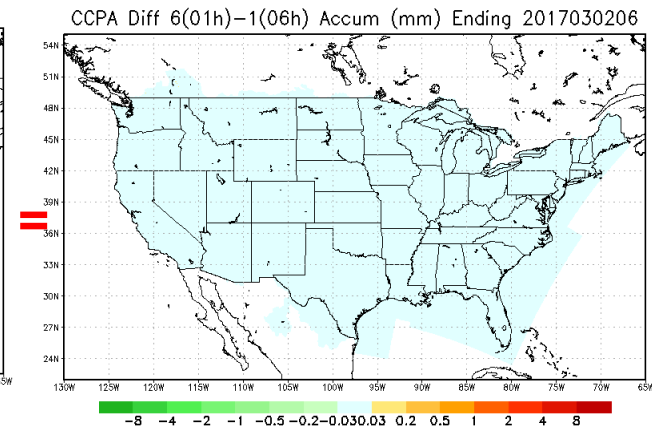 CCPA Diff 6(01h)-1(06h) Accum (mm) Ending 2017030206
54N
51N
48N
45N
42N
39N
36N
33N
30N
27N
24N
5W 130W 125W 120W 115W 110W 105W 100W 95W 90W 85W 80W 75W 70W 65W
-8 -4 -2 -1 -0.5 -0.2 -0.03 0.03 0.2 0.5 1 2 4 8